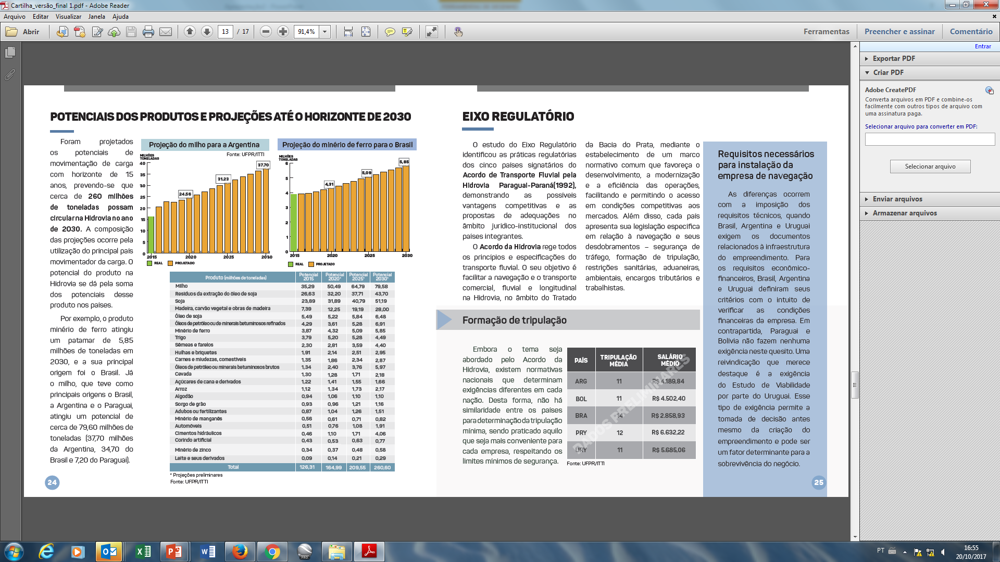 Cartilha_versão_final 1.pdf - Adobe Reader
Arquivo Editar Visualizar Janela Ajuda
Abrir
13 / 17
91,4%
Ferramentas Preencher e assinar Comentário
Entrar
Exportar PDF
Criar PDF
Adobe CreatePDF
Converta arquivos em PDF e combine-os
facilmente com outros tipos de arquivo com
uma assinatura paga.
Selecionar arquivo para converter em PDF:
Selecionar arquivo
Enviar arquivos
Armazenar arquivos
POTENCIAIS DOS PRODUTOS E PROJEÇÕES ATÉ O HORIZONTE DE 2030
Foram projetados
os potenciais de
movimentação de carga
com horizonte de 15
anos, prevendo-se que
cerca de 260 milhões
de toneladas possam
circular na Hidrovia no ano
de 2030. A composição
das projeções ocorre pela
utilização do principal país
movimentador da carga. O
potencial do produto na
Hidrovia se dá pela soma
dos potenciais desse
produto nos países.
Por exemplo, o produto
minério de ferro atingiu
um patamar de 5,85
milhões de toneladas em
2030, e a sua principal
origem foi o Brasil. Já
o milho, que teve como
principais origens o Brasil,
a Argentina e o Paraguai,
atingiu um potencial de
cerca de 79,60 milhões de
toneladas (37,70 milhões
da Argentina, 34,70 do
Brasil e 7,20 do Paraguai).
Projeção do milho para a Argentina
Fonte: UFPR/ITTI
MILHÕES
TONELADAS
40
35
30
25
20
15
10
5
0
24.56
31.23
37.70
2015 2020 2025 2030
REAL PROJETADO
Projeção do minério de ferro para o Brasil
MILHÕES
TONELADAS
6
5
4
3
2
1
0
4,31
5,09
5,85
2015 2020 2025 2030
REAL PROJETADO
Produto (milhões de toneladas) Potencial 2015 Potencial 2020* Potencial 2025* Potencial 2030*
Milho 35,29 50,49 64,79 79,58
Resíduos da extração do óleo de soja 26,63 32,20 37,71 43,70
Soja 23,89 31,89 40,79 51,19
Madeira, carvão vegetal e obras de madeira 7,39 12,25 19,19 28,00
Óleo de soja 5,49 5,22 5,84 6,48
Óleos de petróleo ou de minerais betuminosos refinados 4,29 3,61 5,28 6,91
Minério de ferro 3,87 4,32 5,09 5,85
Trigo 3,79 5,20 5,28 4,49
Sêmeas e farelos 2,30 2,81 3,59 4,40
Hulhas e briquetes 1,91 2,14 2,51 2,95
Carnes e miudezas, comestíveis 1,35 1,86 2,34 2,87
Óleos de petróleo ou minerais betuminosos brutos 1,34 2,40 3,76 5,97
Cevada 1,30 1,28 1,71 2,18
Açúcares de cana e derivados 1,22 1,41 1,55 1,66
Arroz 1,12 1,34 1,73 2,17
Algodão 0,94 1,06 1,10 1,10
Sorgo de grão 0,93 0,96 1,21 1,16
Adubos ou fertilizantes 0,87 1,04 1,26 1,51
Minério de manganês 0,56 0,61 0,71 0,82
Automóveis 0,51 0,76 1,08 1,91
Cimentos hidráulicos 0,46 1,10 1,71 4,06
Corindo artificial 0,43 0,53 0,63 0,77
Minério de zinco 0,34 0,37 0,48 0,58
Leite e seus derivados 0,09 0,14 0,21 0,29
Total 126,31 164,99 209,55 260,60
* Projeções preliminares
Fonte: UFPR/ITTI
24
EIXO REGULATÓRIO
O estudo do Eixo Regulatório
identificou as práticas regulatórias
dos cinco países signatários do
Acordo de Transporte Fluvial pela
Hidrovia Paraguai-Paraná(1992),
demonstrando as possíveis
vantagens competitivas e as
propostas de adequações no
âmbito jurídico-institucional dos
países integrantes.
O Acordo da Hidrovia rege todos
os princípios e especificações do
transporte fluvial. O seu objetivo é
facilitar a navegação e o transporte
comercial, fluvial e longitudinal
na Hidrovia, no âmbito do Tratado
da Bacia do Prata, mediante o
estabelecimento de um marco
normativo comum que favoreça o
desenvolvimento, a modernização
e a eficiência das operações,
facilitando e permitindo o acesso
em condições competitivas aos
mercados. Além disso, cada país
apresenta sua legislação específica
em relação à navegação e seus
desdobramentos – segurança de
tráfego, formação de tripulação,
restrições sanitárias, aduaneiras,
ambientais, encargos tributários e
trabalhistas.
Formação de tripulação
Embora o tema seja
abordado pelo Acordo da
Hidrovia, existem normativas
nacionais que determinam
exigências diferentes em cada
nação. Desta forma, não há
similaridade entre os países
para determinação da tripulação
mínima, sendo praticado aquilo
que seja mais conveniente para
cada empresa, respeitando os
limites mínimos de segurança.
PAÍS TRIPULAÇÃO MÉDIA SALÁRIO MÉDIO
ARG 11 R$ 4.189,84
BOL 11 R$ 4.502,40
BRA 14 R$ 2.858,93
PRY 12 R$ 6.632,22
URY 11 R$ 5.685,06
DADOS PRELIMINARES
Fonte: UFPR/ITTI
Requisitos necessários
para instalação da
empresa de navegação
As diferenças ocorrem
com a imposição dos
requisitos técnicos, quando
Brasil, Argentina e Uruguai
exigem os documentos
relacionados à infraestrutura
do empreendimento. Para
os requisitos econômico-
financeiros, Brasil, Argentina
e Uruguai definiram seus
critérios com o intuito de
verificar as condições
financeiras da empresa. Em
contrapartida, Paraguai e
Bolívia não fazem nenhuma
exigência neste quesito. Uma
reivindicação que merece
destaque é a exigência
do Estudo de Viabilidade
por parte do Uruguai. Esse
tipo de exigência permite a
tomada de decisão antes
mesmo da criação do
empreendimento e pode ser
um fator determinante para a
sobrevivência do negócio.
25
PT
16:55
20/10/2017